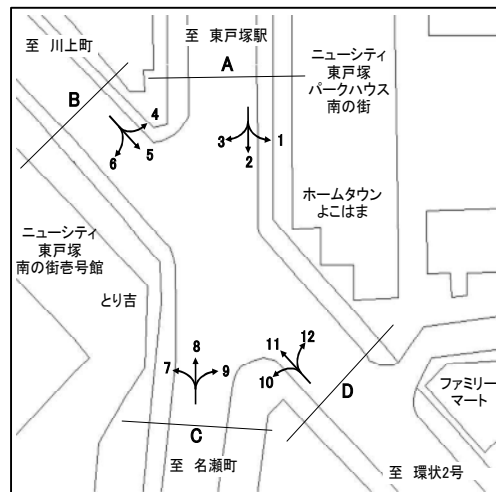 至 川上町
至 東戸塚駅
A
ニューシティ
東戸塚
パークハウス
南の街
B
4
5
6
3
2
1
ホームタウン
よこはま
ニューシティ
東戸塚
南の街壱号館
とり吉
8
7
9
11
12
10
C
D
ファミリー
マート
至 名瀬町
至 環状2号